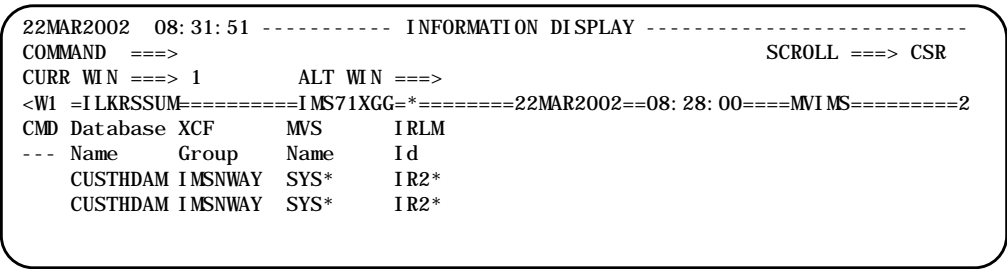 22MAR2002  08:31:51 ----------- INFORMATION DISPLAY ----------------------------
COMMAND  ===>                                                 SCROLL ===> CSR
CURR WIN ===> 1         ALT WIN ===>
<W1 =ILKRSSUM==========IMS71XGG=*========22MAR2002==08:28:00====MVIMS=========2
CMD Database XCF       MVS       IRLM
--- Name     Group     Name      Id
    CUSTHDAM IMSNWAY   SYS*      IR2*
    CUSTHDAM IMSNWAY   SYS*      IR2*